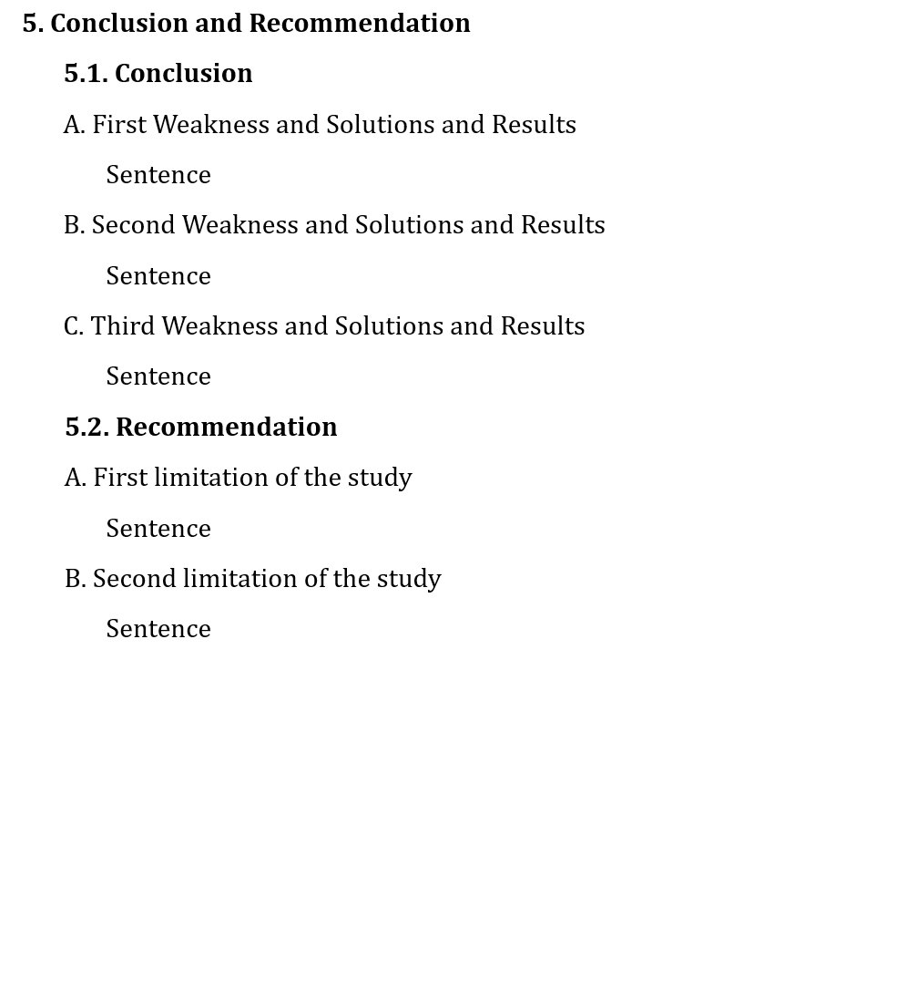 5. Conclusion and Recommendation
5.1. Conclusion
A. First Weakness and Solutions and Results
Sentence
B. Second Weakness and Solutions and Results
Sentence
C. Third Weakness and Solutions and Results
Sentence
5.2. Recommendation
A. First limitation of the study
Sentence
B. Second limitation of the study
Sentence